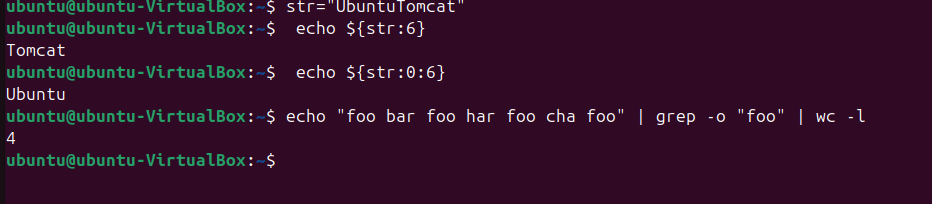 ubuntu@ubuntu-VirtualBox:~$ str="UbuntuTomcat"
ubuntu@ubuntu-VirtualBox:~$  echo ${str:6}
Tomcat
ubuntu@ubuntu-VirtualBox:~$  echo ${str:0:6}
Ubuntu
ubuntu@ubuntu-VirtualBox:~$ echo "foo bar foo har foo cha foo" | grep -o "foo" | wc -l
4
ubuntu@ubuntu-VirtualBox:~$